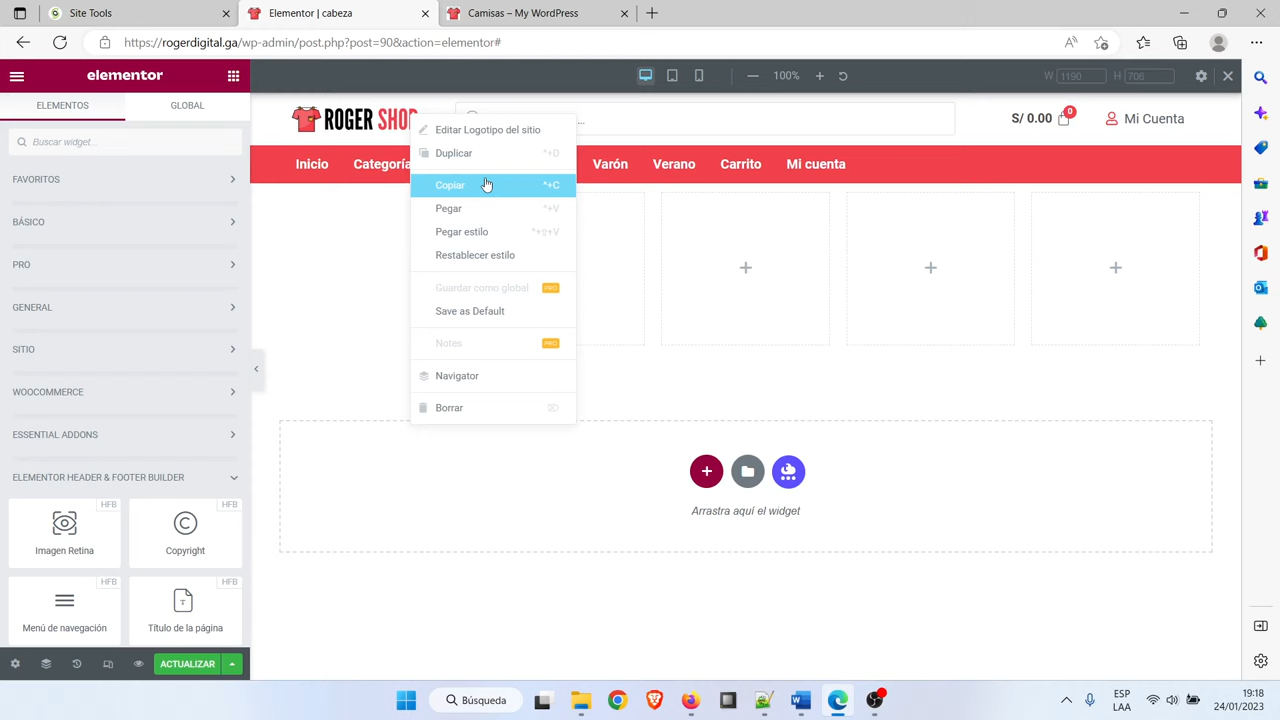 Site Tools
Elementor | cabeza
Camisas – My WordPress
https://rogerdigital.ga/wp-admin/post.php?post=90&action=elementor#
elementor
100%
W 1190
H 706
ELEMENTOS
GLOBAL
Buscar widget...
FAVORITOS
BÁSICO
PRO
GENERAL
SITIO
WOOCOMMERCE
ESSENTIAL ADDONS
ELEMENTOR HEADER & FOOTER BUILDER
HFB
Imagen Retina
HFB
Copyright
HFB
Menú de navegación
HFB
Título de la página
ACTUALIZAR
ROGER SHOP
...
S/ 0.00
0
Mi Cuenta
Inicio
Categoría
Varón
Verano
Carrito
Mi cuenta
Editar Logotipo del sitio
Duplicar ^+D
Copiar ^+C
Pegar ^+V
Pegar estilo ^+⇧+V
Restablecer estilo
Guardar como global PRO
Save as Default
Notes PRO
Navigator
Borrar
Arrastra aquí el widget
Búsqueda
ESP
LAA
19:18
24/01/2023